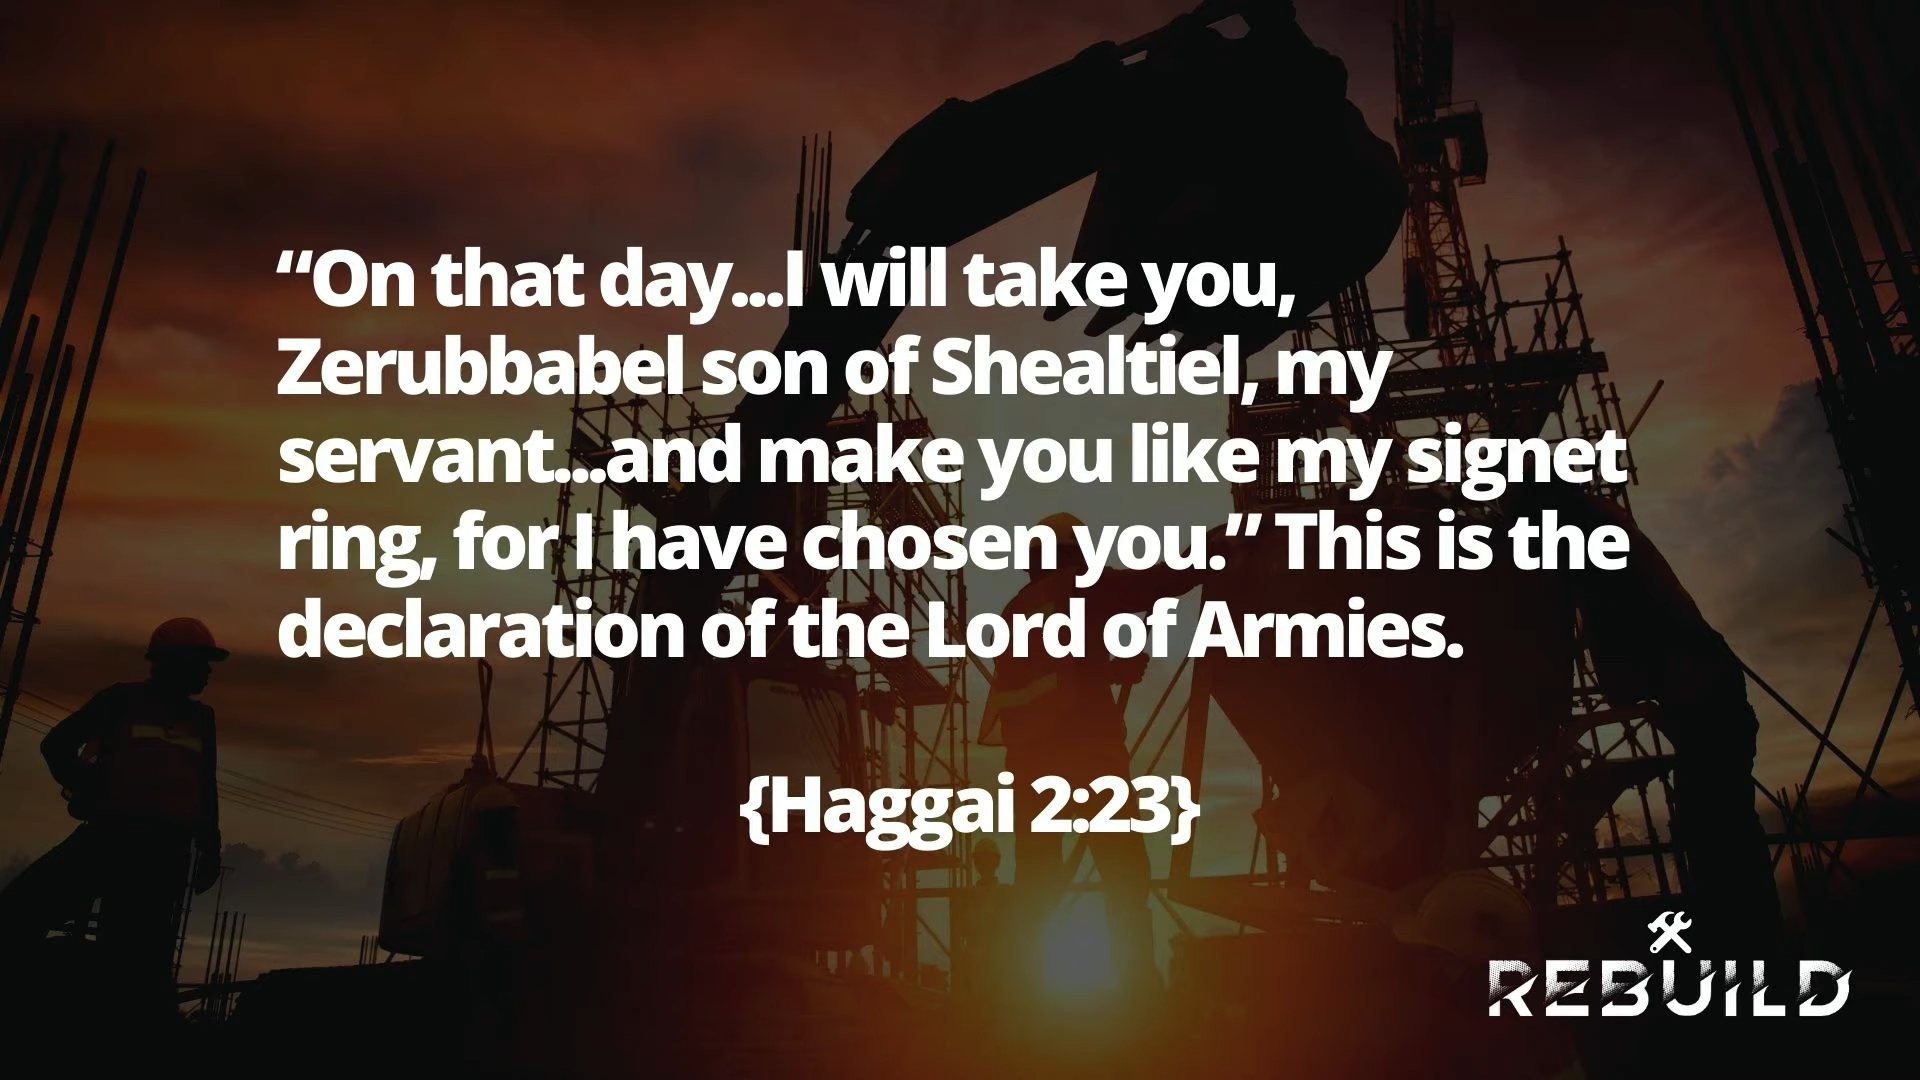 “On that day...I will take you,
Zerubbabel son of Shealtiel, my
servant...and make you like my signet
ring, for I have chosen you.” This is the
declaration of the Lord of Armies.
{Haggai 2:23}
REBUILD